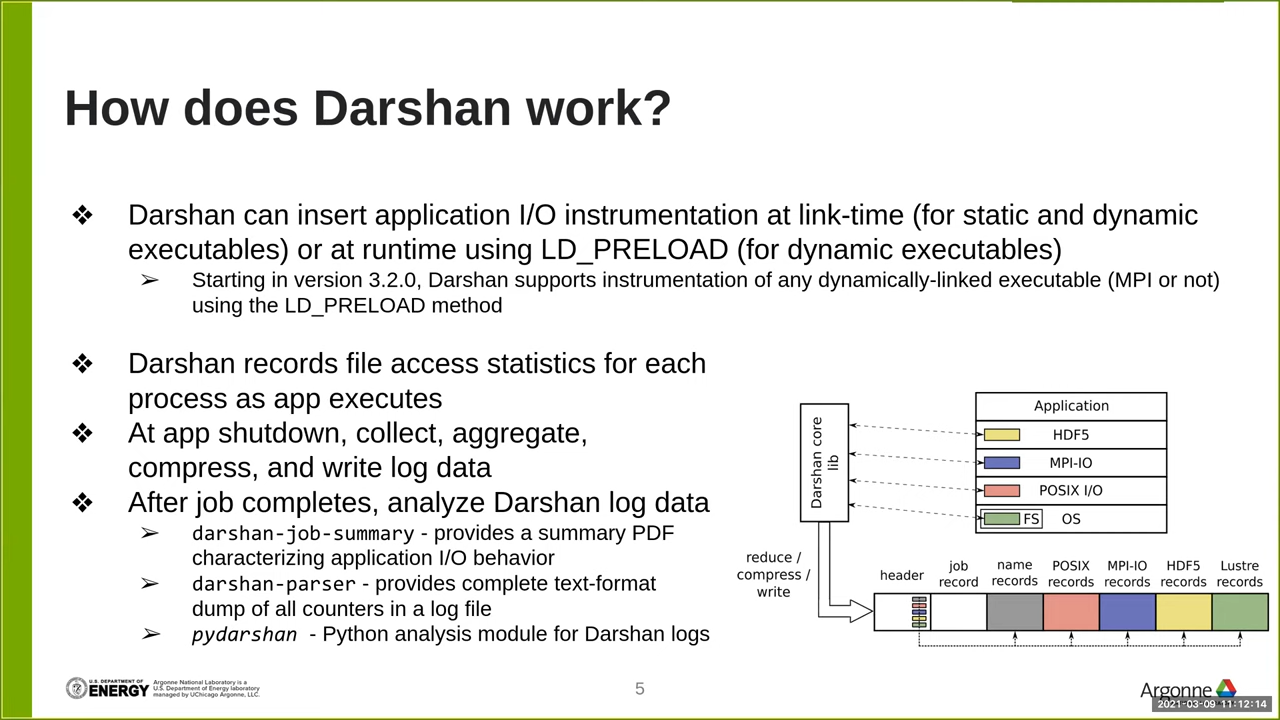 How does Darshan work?
❖ Darshan can insert application I/O instrumentation at link-time (for static and dynamic
executables) or at runtime using LD_PRELOAD (for dynamic executables)
➢ Starting in version 3.2.0, Darshan supports instrumentation of any dynamically-linked executable (MPI or not)
using the LD_PRELOAD method
❖ Darshan records file access statistics for each
process as app executes
❖ At app shutdown, collect, aggregate,
compress, and write log data
❖ After job completes, analyze Darshan log data
➢ darshan-job-summary - provides a summary PDF
characterizing application I/O behavior
➢ darshan-parser - provides complete text-format
dump of all counters in a log file
➢ pydarshan - Python analysis module for Darshan logs
Darshan core
lib
Application
HDF5
MPI-IO
POSIX I/O
FS OS
reduce /
compress /
write
header
job
record
name
records
POSIX
records
MPI-IO
records
HDF5
records
Lustre
records
U.S. DEPARTMENT OF
ENERGY
Argonne National Laboratory is a
U.S. Department of Energy laboratory
managed by UChicago Argonne, LLC.
5
Argonne
2021-03-09 11:12:14